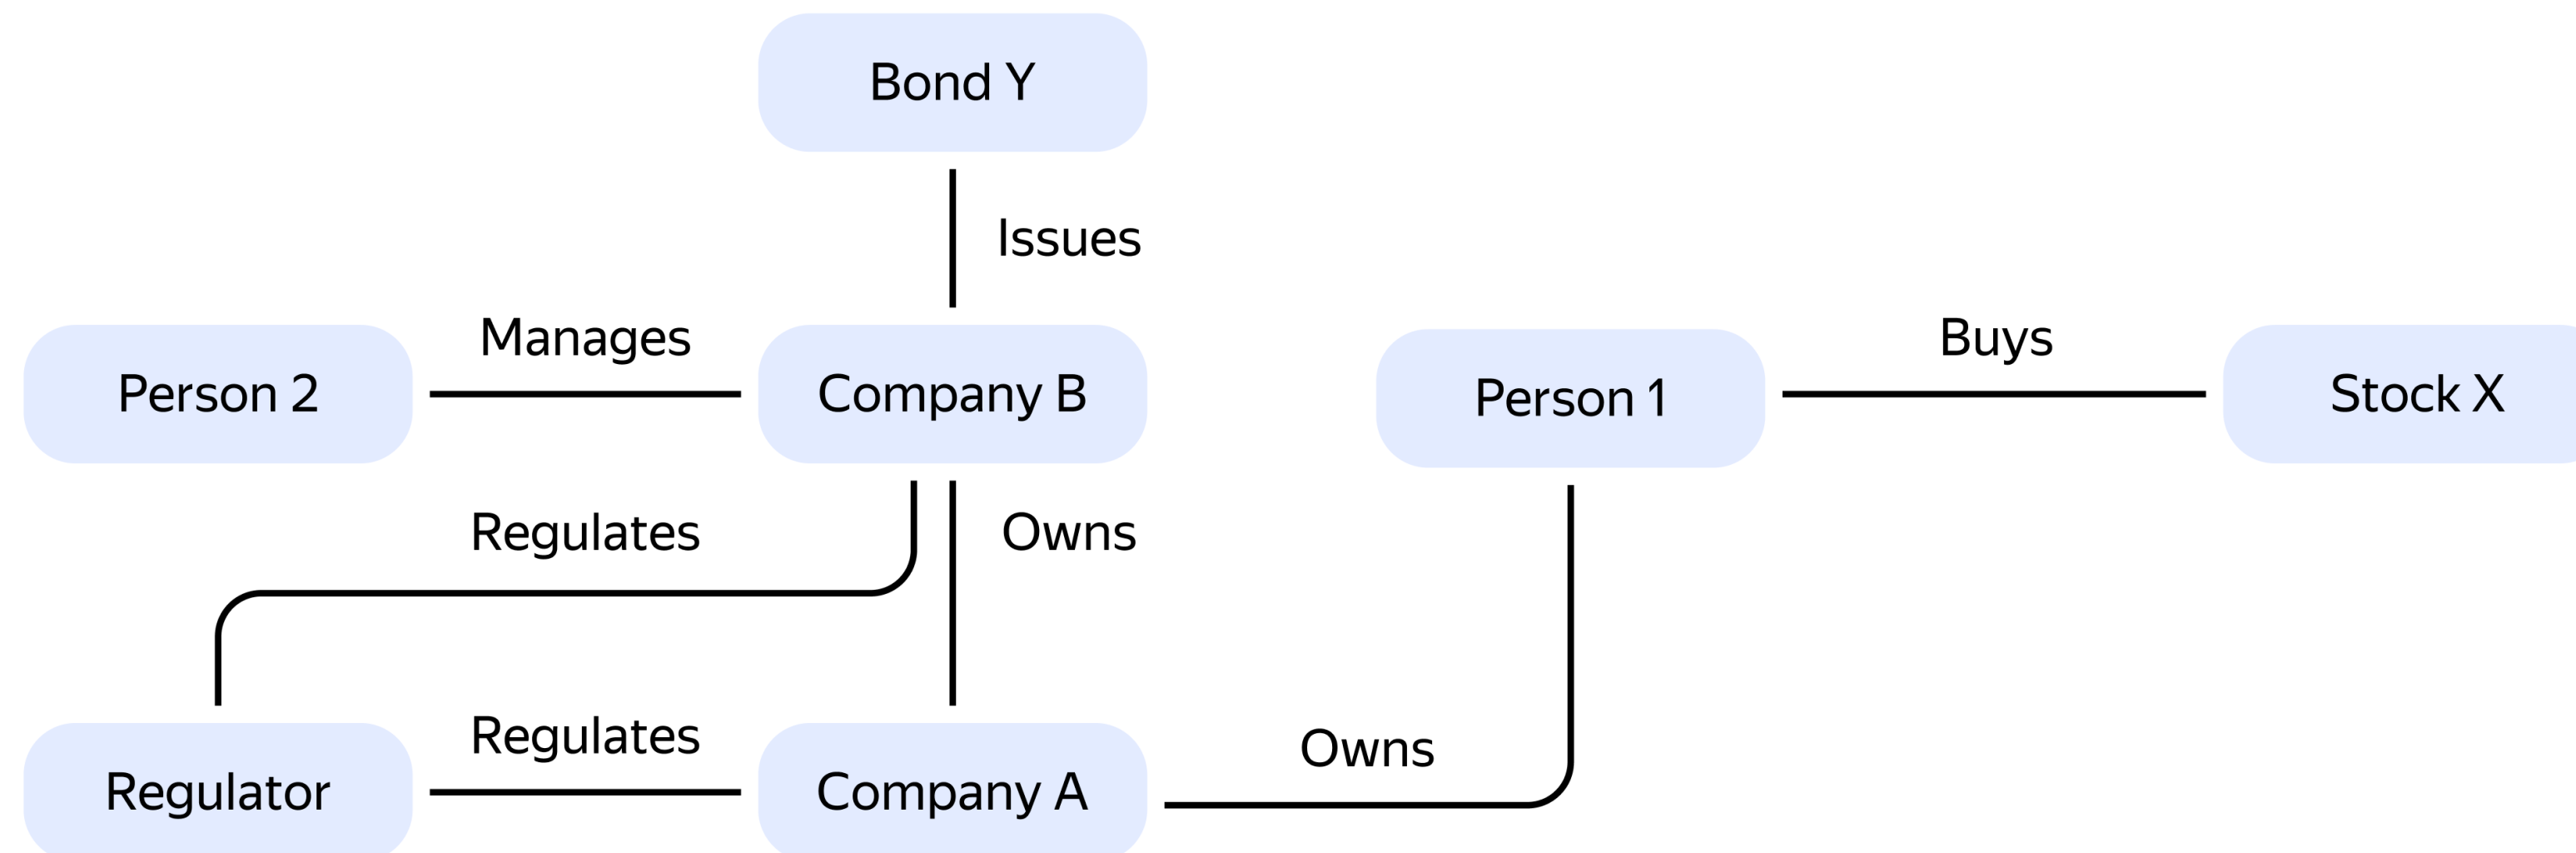 Bond Y
Issues
Manages
Buys
Person 2
Company B
Person 1
Stock X
Regulates
Owns
Regulates
Owns
Regulator
Company A